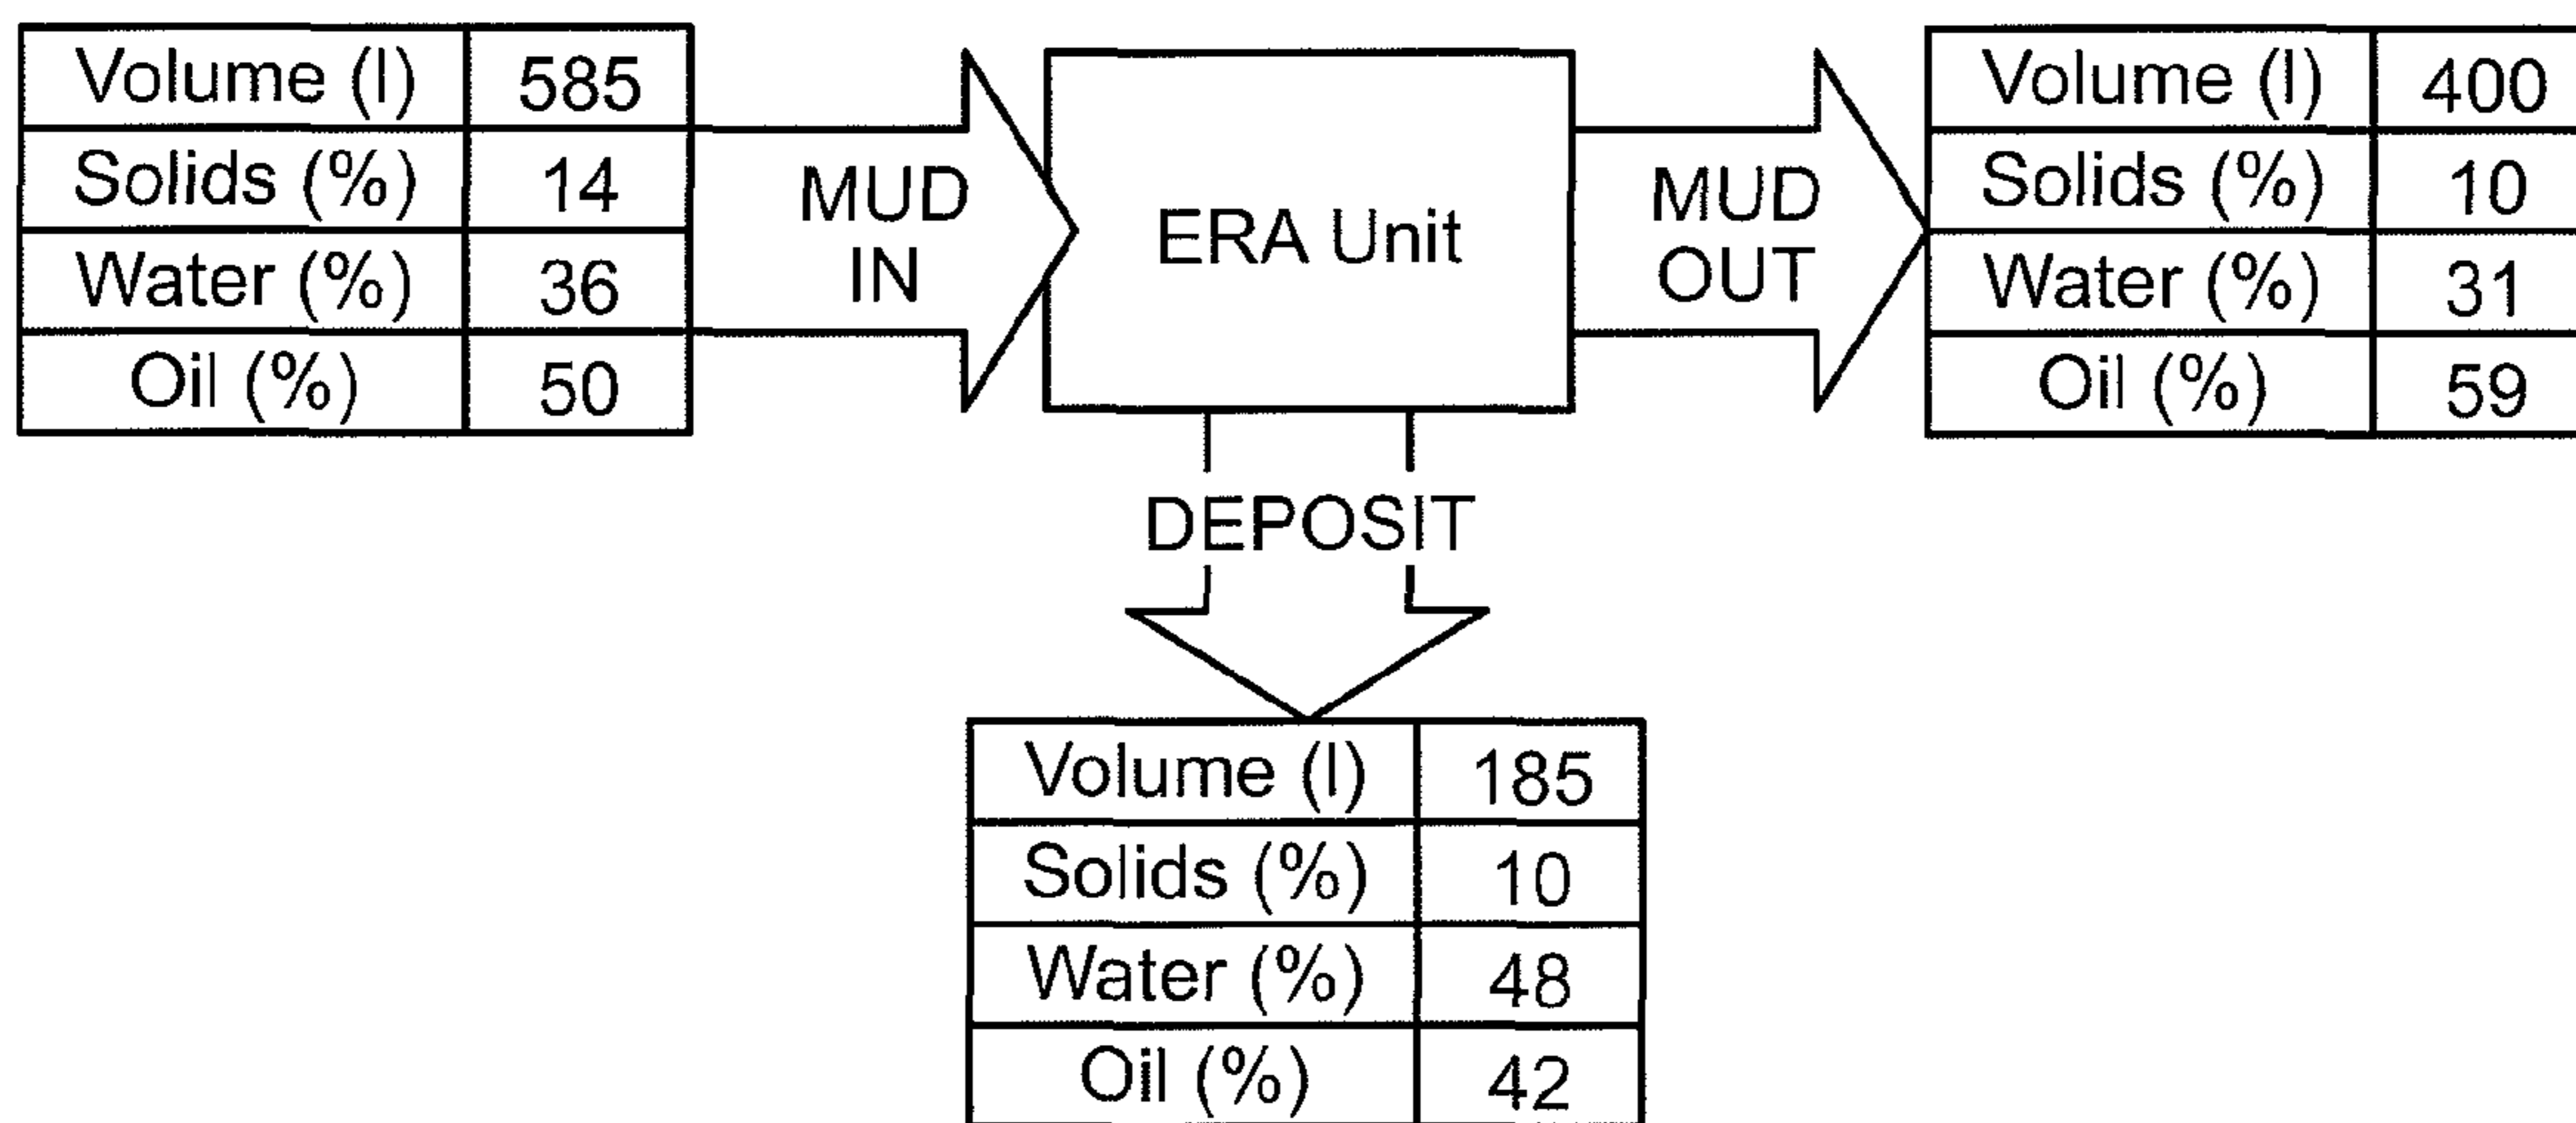 Volume (l) 585
Solids (%) 14
Water (%) 36
Oil (%) 50
MUD
IN
ERA Unit
MUD
OUT
Volume (l) 400
Solids (%) 10
Water (%) 31
Oil (%) 59
DEPOSIT
Volume (l) 185
Solids (%) 10
Water (%) 48
Oil (%) 42